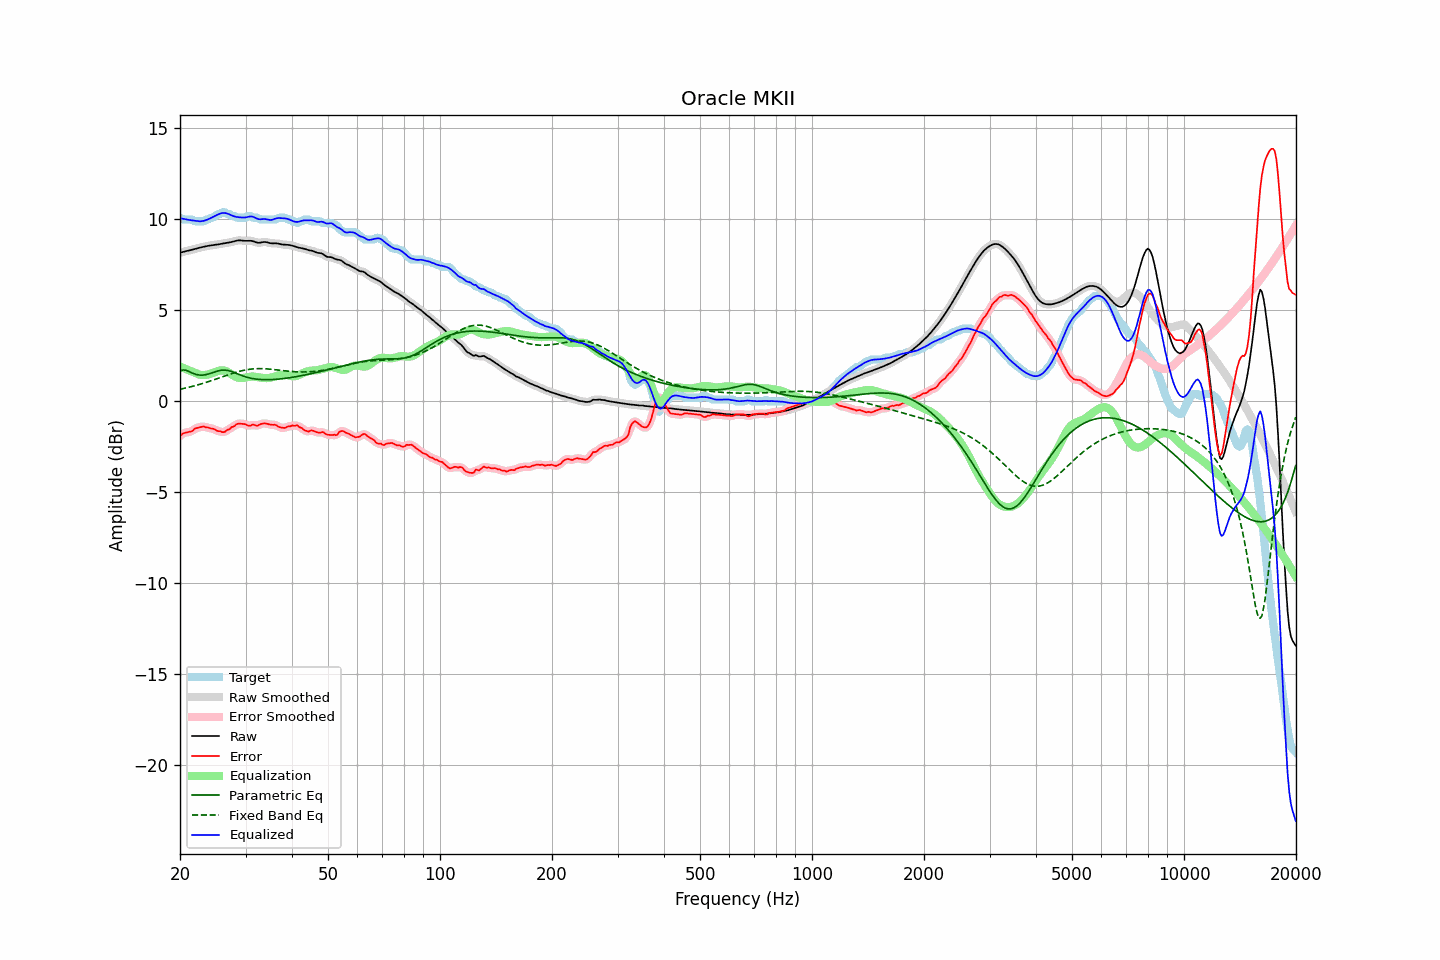 Oracle MKII
Amplitude (dBr)
15
10
5
0
−5
−10
−15
−20
Target
Raw Smoothed
Error Smoothed
Raw
Error
Equalization
Parametric Eq
Fixed Band Eq
Equalized
20 50 100 200 500 1000 2000 5000 10000 20000
Frequency (Hz)